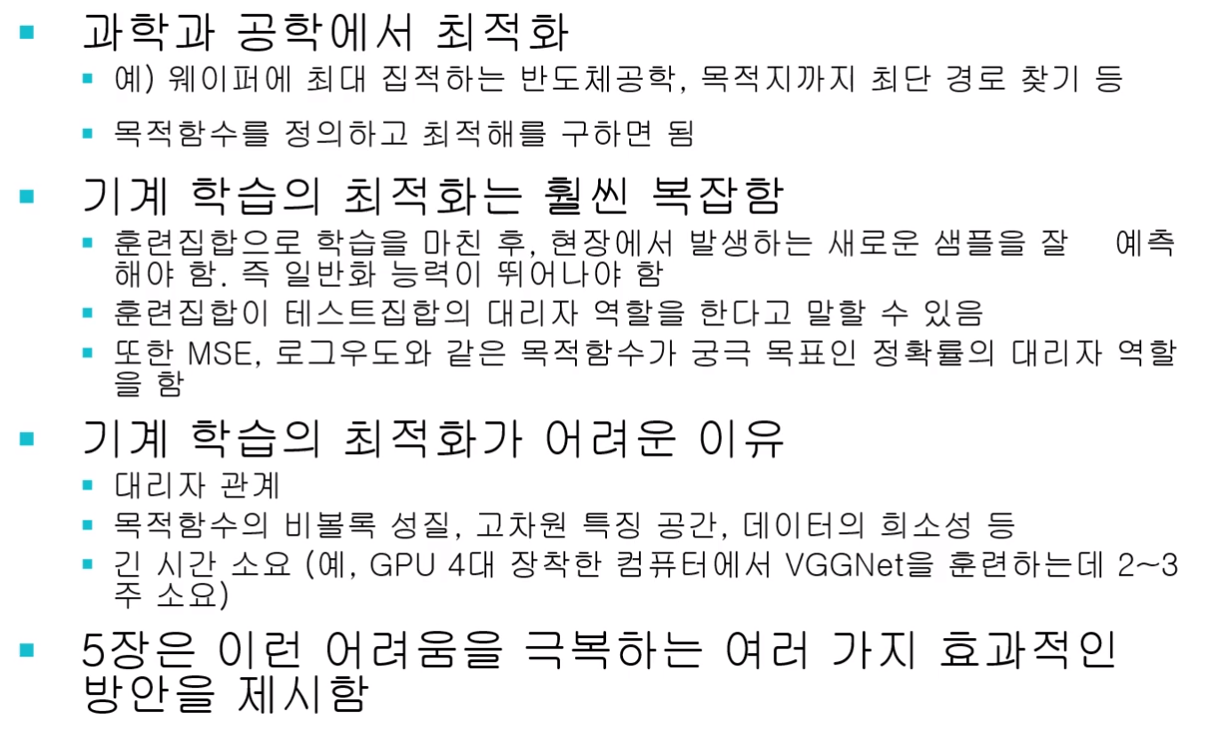 과학과 공학에서 최적화
예) 웨이퍼에 최대 집적하는 반도체공학, 목적지까지 최단 경로 찾기 등
목적함수를 정의하고 최적해를 구하면 됨
기계 학습의 최적화는 훨씬 복잡함
훈련집합으로 학습을 마친 후, 현장에서 발생하는 새로운 샘플을 잘 예측
해야 함. 즉 일반화 능력이 뛰어나야 함
훈련집합이 테스트집합의 대리자 역할을 한다고 말할 수 있음
또한 MSE, 로그우도와 같은 목적함수가 궁극 목표인 정확률의 대리자 역할
을 함
기계 학습의 최적화가 어려운 이유
대리자 관계
목적함수의 비볼록 성질, 고차원 특징 공간, 데이터의 희소성 등
긴 시간 소요 (예, GPU 4대 장착한 컴퓨터에서 VGGNet을 훈련하는데 2~3
주 소요)
5장은 이런 어려움을 극복하는 여러 가지 효과적인
방안을 제시함